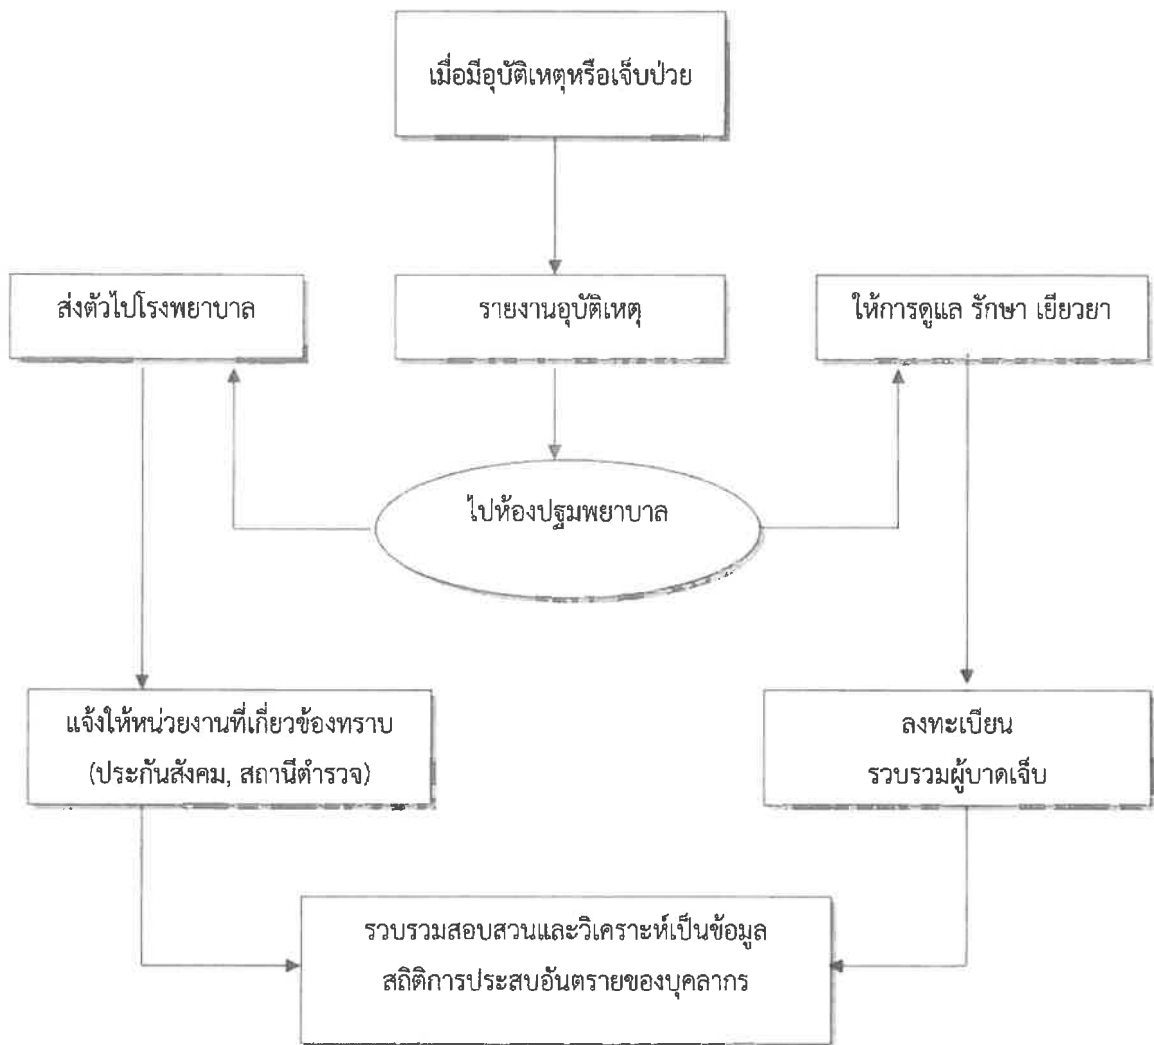 เมื่อมีอุบัติเหตุหรือเจ็บป่วย
ส่งตัวไปโรงพยาบาล
รายงานอุบัติเหตุ
ให้การดูแล รักษา เยียวยา
ไปห้องปฐมพยาบาล
แจ้งให้หน่วยงานที่เกี่ยวข้องทราบ
(ประกันสังคม, สถานีตำรวจ)
ลงทะเบียน
รวบรวมผู้บาดเจ็บ
รวบรวมสอบสวนและวิเคราะห์เป็นข้อมูล
สถิติการประสบอันตรายของบุคลากร